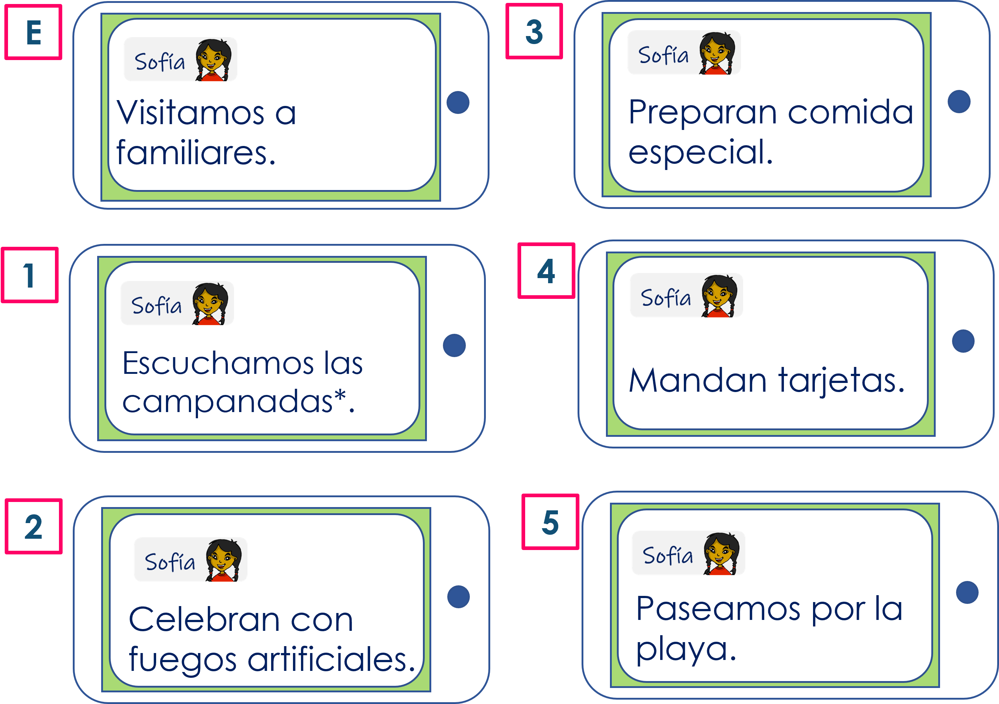 E
Sofía
Visitamos a
familiares.
1
Sofía
Escuchamos las
campanadas*.
2
Sofía
Celebran con
fuegos artificiales.
3
Sofía
Preparan comida
especial.
4
Sofía
Mandan tarjetas.
5
Sofía
Paseamos por la
playa.